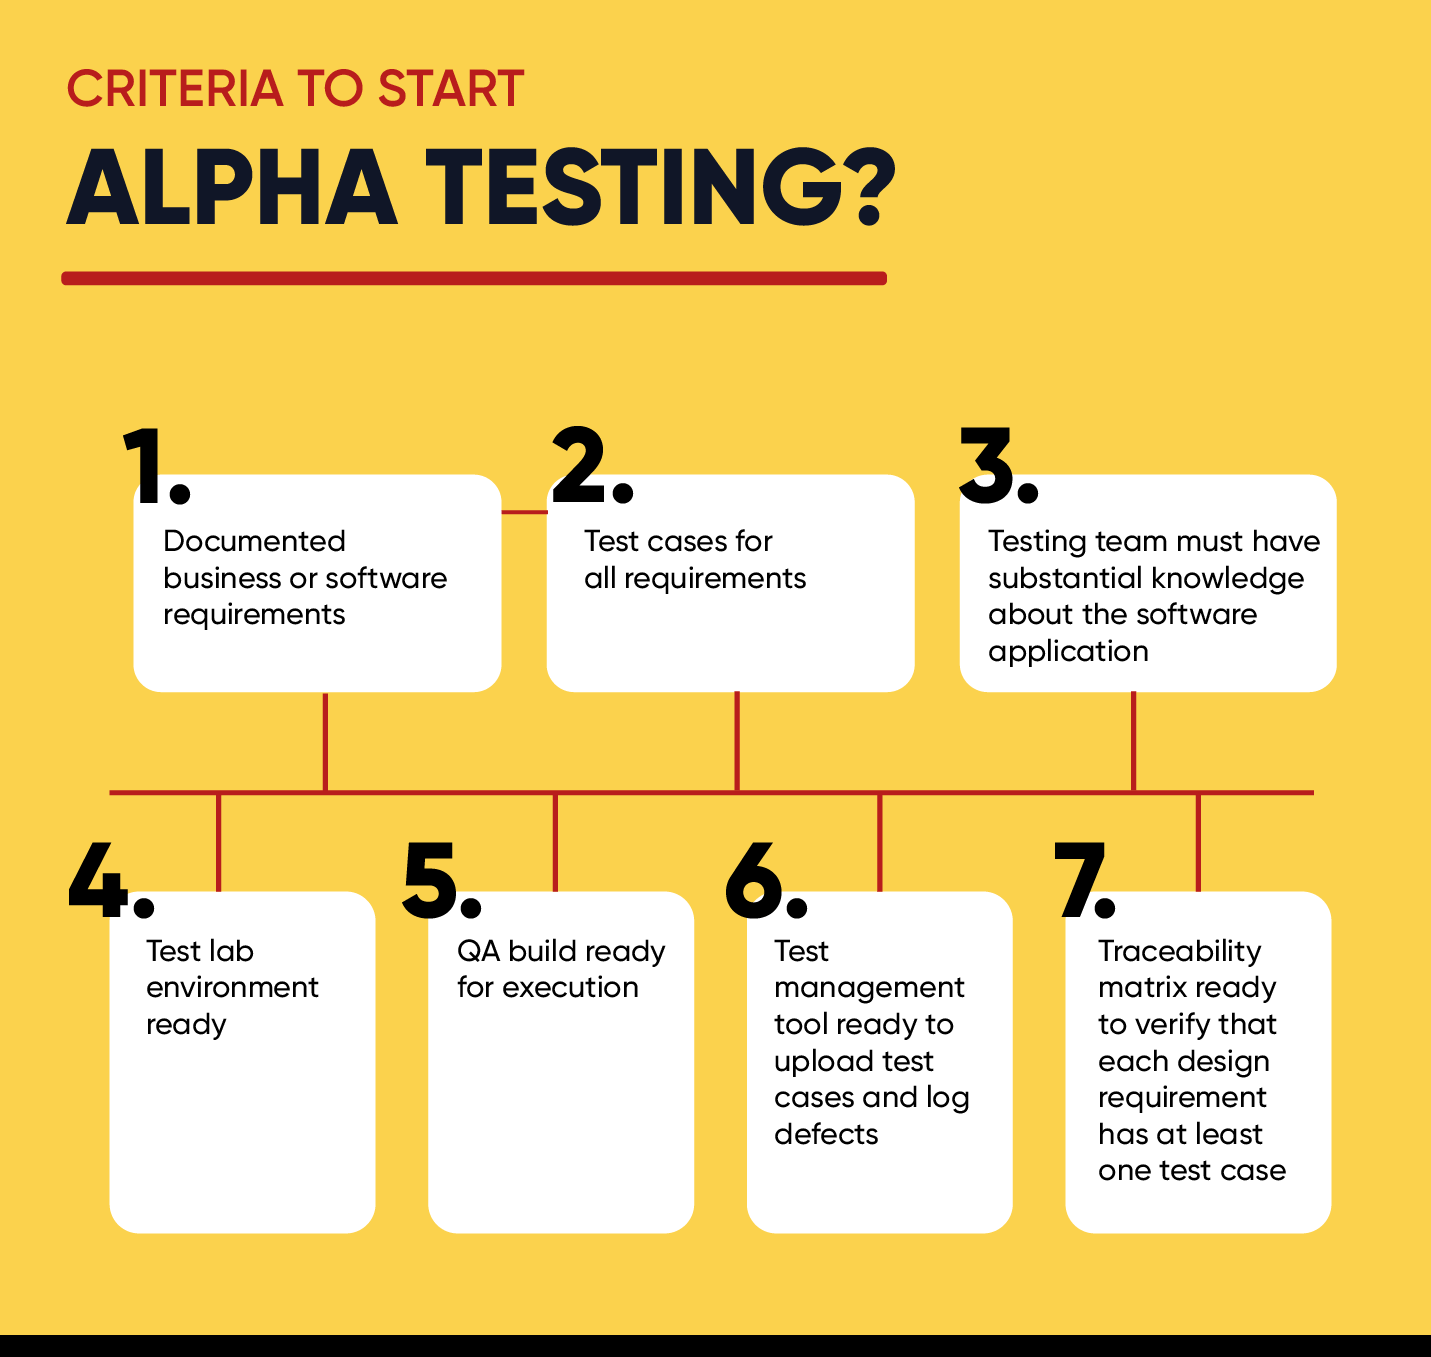 CRITERIA TO START
ALPHA TESTING?
1.
Documented
business or software
requirements
2.
Test cases for
all requirements
3.
Testing team must have
substantial knowledge
about the software
application
4.
Test lab
environment
ready
5.
QA build ready
for execution
6.
Test
management
tool ready to
upload test
cases and log
defects
7.
Traceability
matrix ready
to verify that
each design
requirement
has at least
one test case